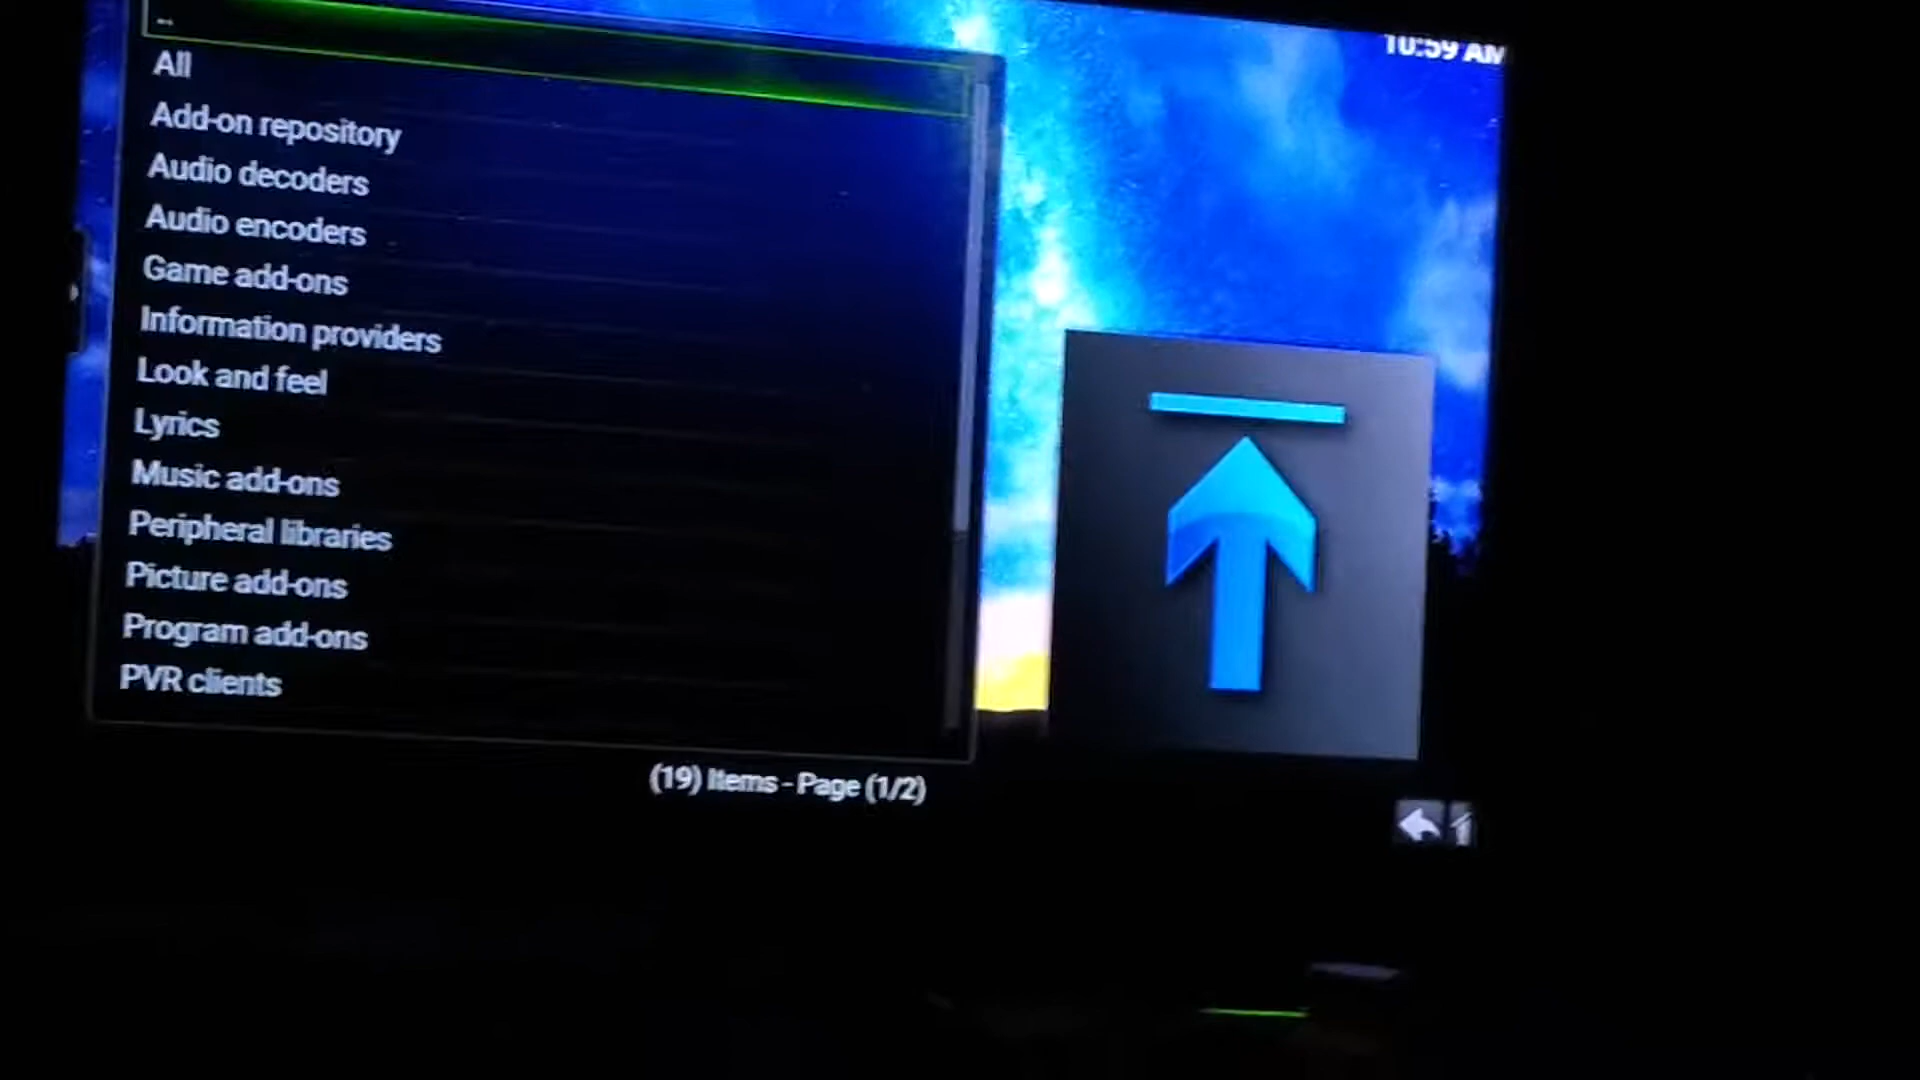 10:59 AM
..
All
Add-on repository
Audio decoders
Audio encoders
Game add-ons
Information providers
Look and feel
Lyrics
Music add-ons
Peripheral libraries
Picture add-ons
Program add-ons
PVR clients
(19) Items - Page (1/2)